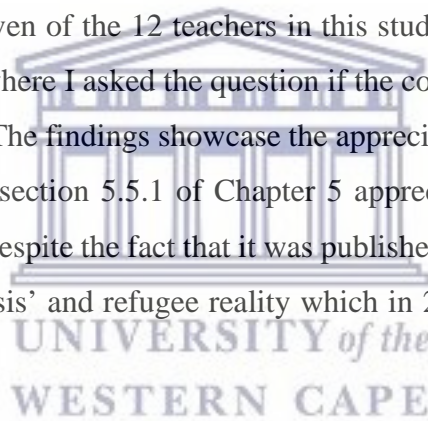 ven of the 12 teachers in this stud
here I asked the question if the co
The findings showcase the appreci
section 5.5.1 of Chapter 5 appre
espite the fact that it was publishe
sis’ and refugee reality which in 2
UNIVERSITY of the
WESTERN CAPE